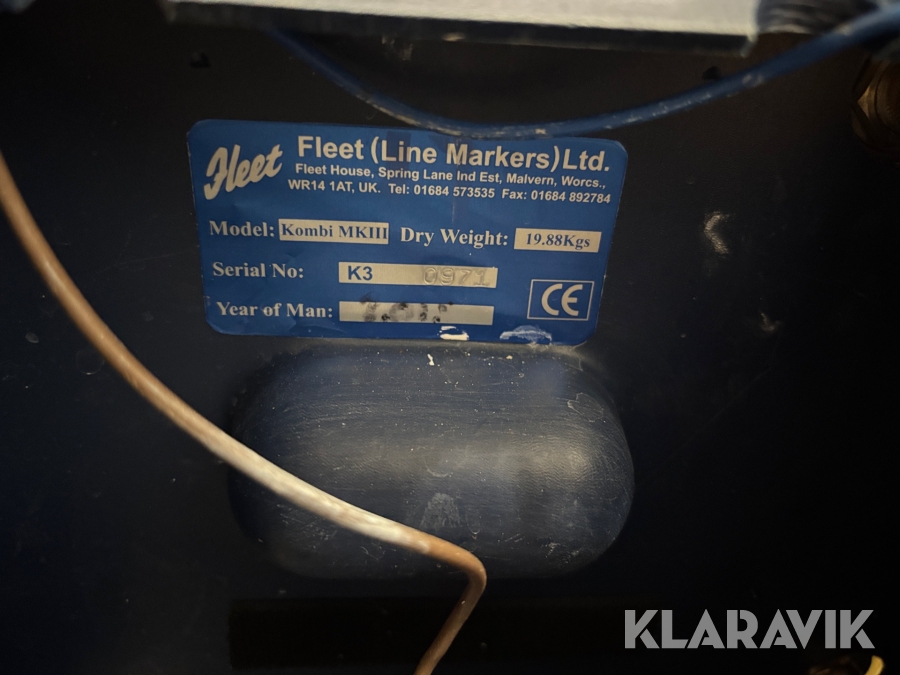 Fleet
Fleet (Line Markers) Ltd.
Fleet House, Spring Lane Ind Est, Malvern, Worcs.,
WR14 1AT, UK. Tel: 01684 573535 Fax: 01684 892784
Model: Kombi MKIII Dry Weight: 19.88Kgs
Serial No: K3 0971
Year of Man:
CE
KLARAVIK